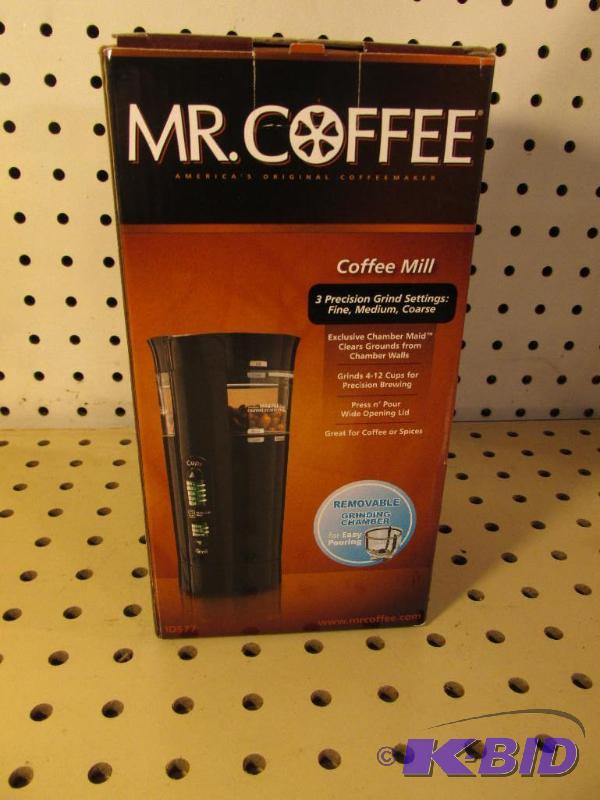 MR. COFFEE®
AMERICA'S ORIGINAL COFFEEMAKER
Coffee Mill
3 Precision Grind Settings:
Fine, Medium, Coarse
Exclusive Chamber Maid™
Clears Grounds from
Chamber Walls
Grinds 4-12 Cups for
Precision Brewing
Press n' Pour
Wide Opening Lid
Great for Coffee or Spices
Cups
REMOVABLE
GRINDING
CHAMBER
for Easy
Pouring
IDS77
www.mrcoffee.com
© K-BID